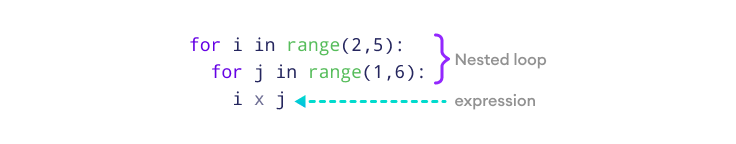 for i in range(2,5):
for j in range(1,6):
Nested loop
i x j
expression